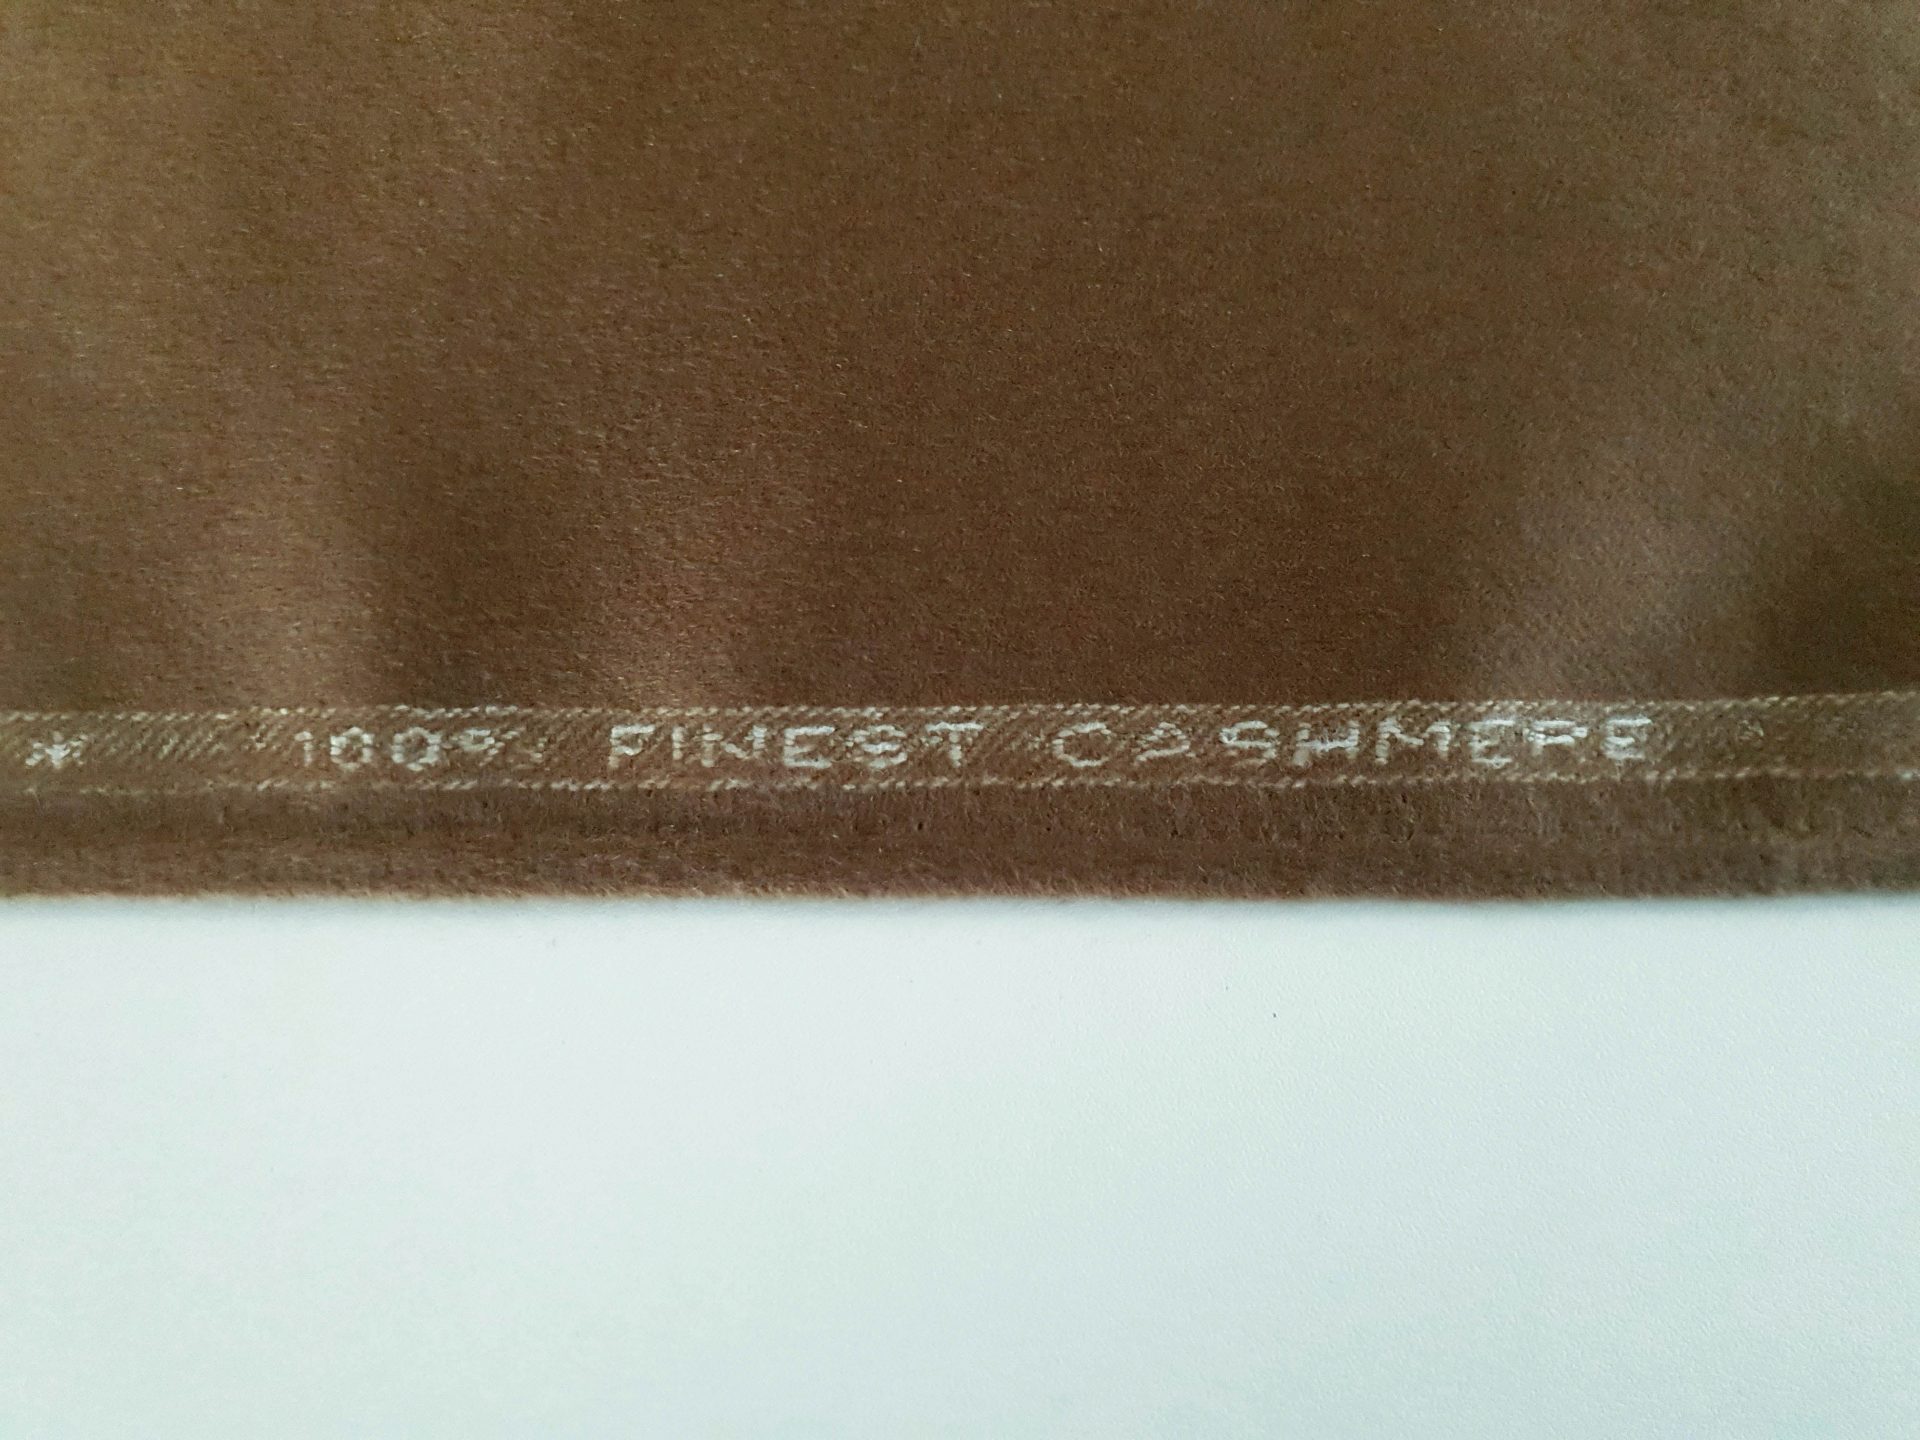 * 100% FINEST CASHMERE